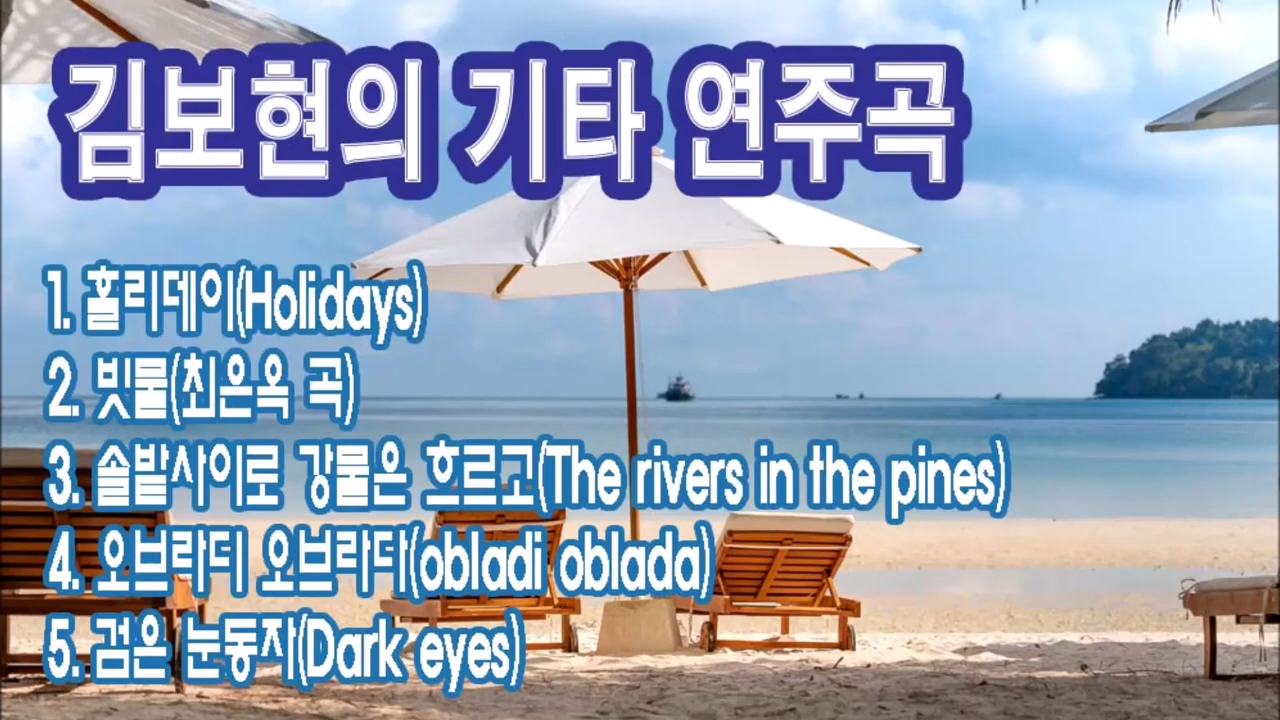 김보현의 기타 연주곡
1. 홀리데이(Holidays)
2. 빗물(최은옥 곡)
3. 솔밭사이로 강물은 흐르고(The rivers in the pines)
4. 오브라디 오브라다(obladi oblada)
5. 검은 눈동자(Dark eyes)